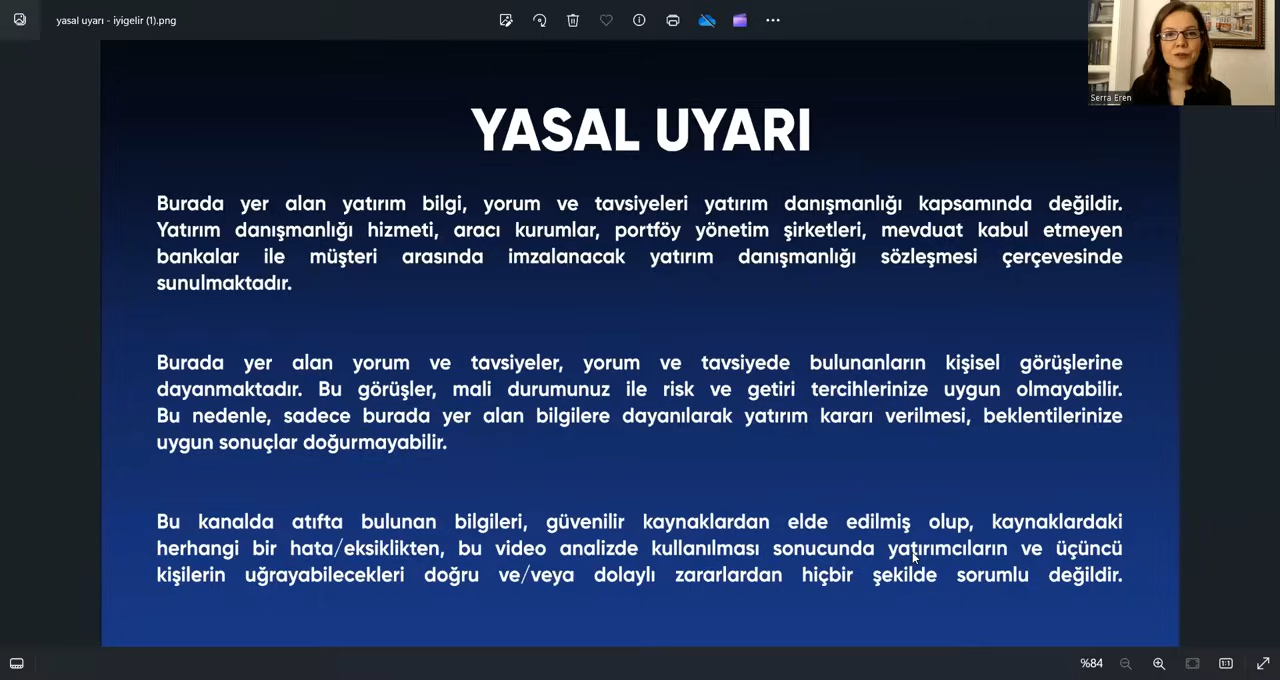 yasal uyarı - iyigelir (1).png
Serra Eren
YASAL UYARI
Burada yer alan yatırım bilgi, yorum ve tavsiyeleri yatırım danışmanlığı kapsamında değildir.
Yatırım danışmanlığı hizmeti, aracı kurumlar, portföy yönetim şirketleri, mevduat kabul etmeyen
bankalar ile müşteri arasında imzalanacak yatırım danışmanlığı sözleşmesi çerçevesinde
sunulmaktadır.
Burada yer alan yorum ve tavsiyeler, yorum ve tavsiyede bulunanların kişisel görüşlerine
dayanmaktadır. Bu görüşler, mali durumunuz ile risk ve getiri tercihlerinize uygun olmayabilir.
Bu nedenle, sadece burada yer alan bilgilere dayanılarak yatırım kararı verilmesi, beklentilerinize
uygun sonuçlar doğurmayabilir.
Bu kanalda atıfta bulunan bilgileri, güvenilir kaynaklardan elde edilmiş olup, kaynaklardaki
herhangi bir hata/eksiklikten, bu video analizde kullanılması sonucunda yatırımcıların ve üçüncü
kişilerin uğrayabilecekleri doğru ve/veya dolaylı zararlardan hiçbir şekilde sorumlu değildir.
%84